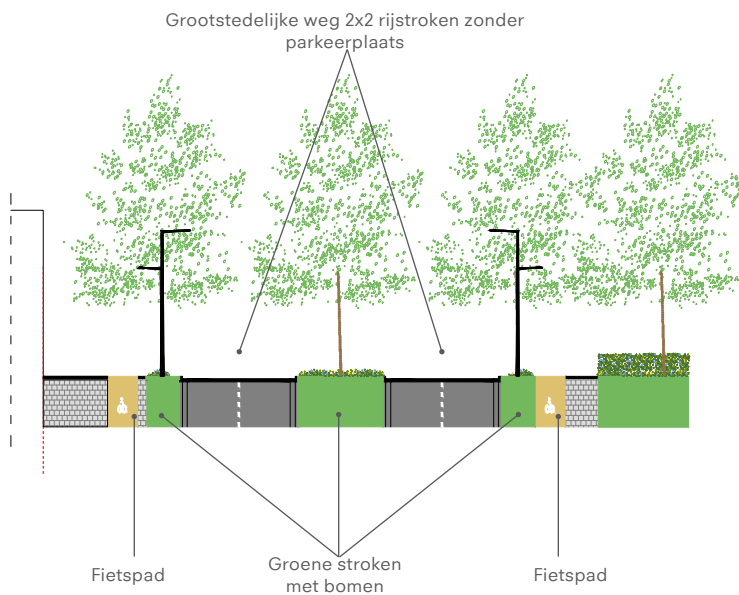 Grootstedelijke weg 2x2 rijstroken zonder
parkeerplaats
Fietspad
Groene stroken
met bomen
Fietspad